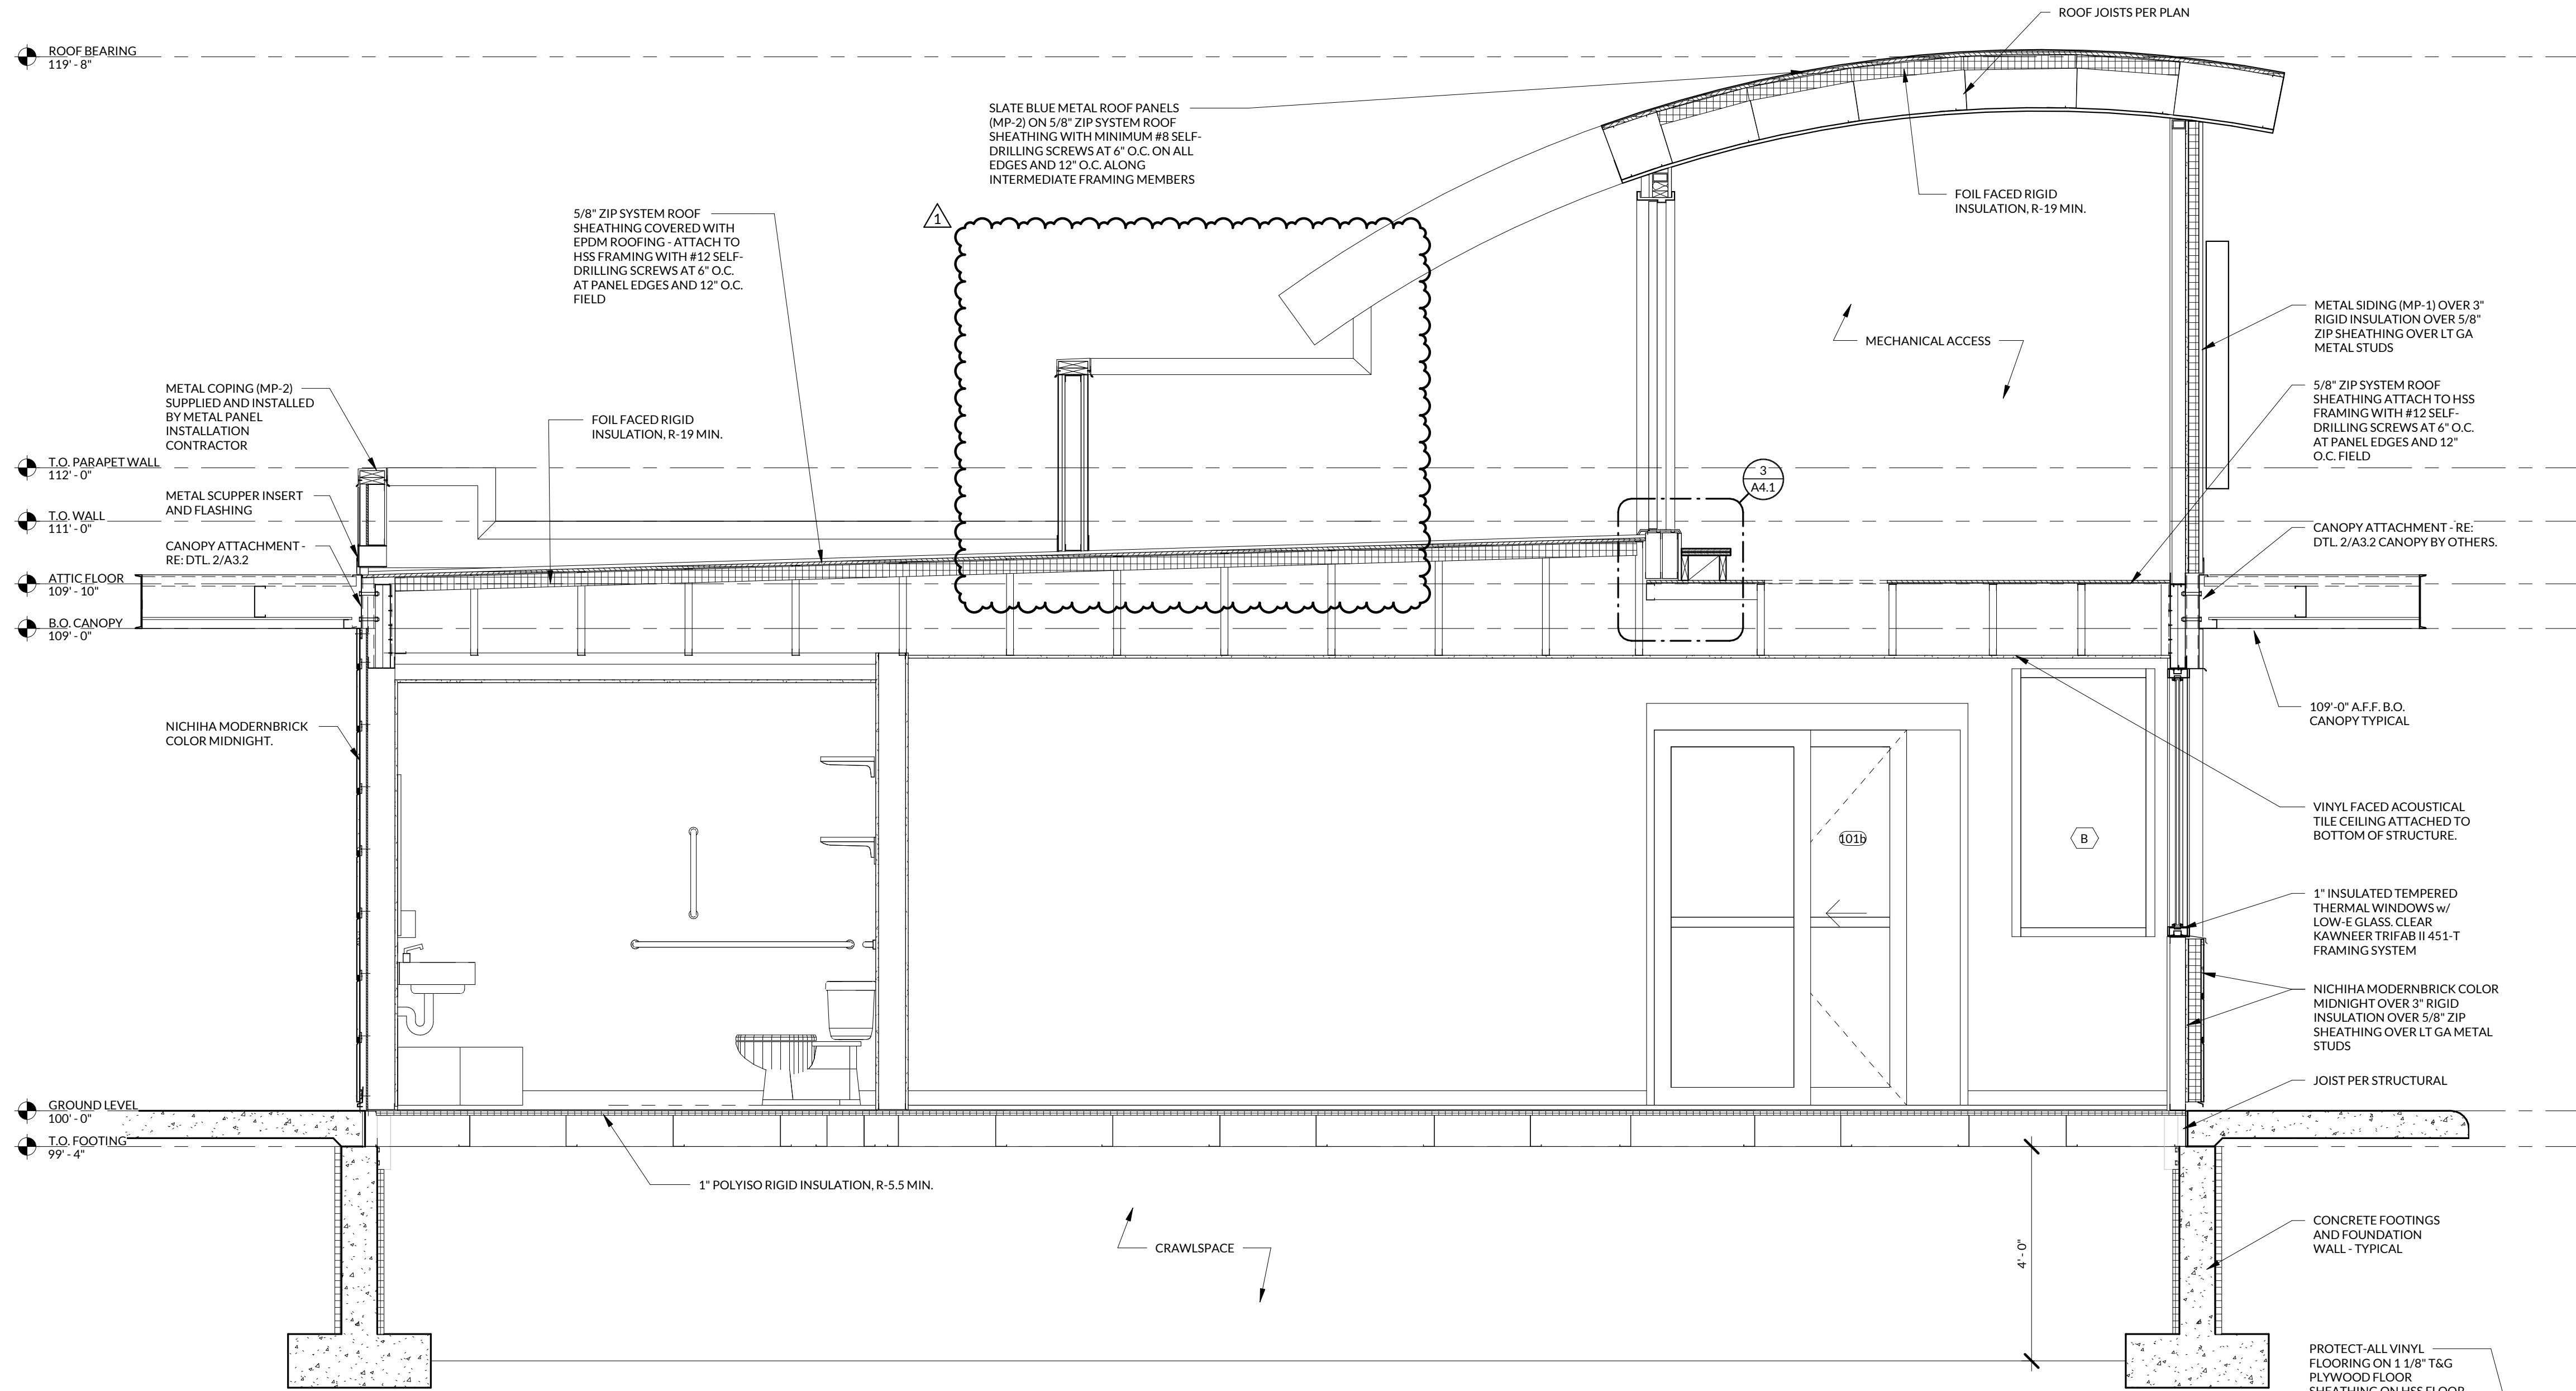 ROOF JOISTS PER PLAN
ROOF BEARING
119' - 8"
SLATE BLUE METAL ROOF PANELS
(MP-2) ON 5/8" ZIP SYSTEM ROOF
SHEATHING WITH MINIMUM #8 SELF-
DRILLING SCREWS AT 6" O.C. ON ALL
EDGES AND 12" O.C. ALONG
INTERMEDIATE FRAMING MEMBERS
FOIL FACED RIGID
INSULATION, R-19 MIN.
5/8" ZIP SYSTEM ROOF
SHEATHING COVERED WITH
EPDM ROOFING - ATTACH TO
HSS FRAMING WITH #12 SELF-
DRILLING SCREWS AT 6" O.C.
AT PANEL EDGES AND 12" O.C.
FIELD
1
METAL SIDING (MP-1) OVER 3"
RIGID INSULATION OVER 5/8"
ZIP SHEATHING OVER LT GA
METAL STUDS
MECHANICAL ACCESS
METAL COPING (MP-2)
SUPPLIED AND INSTALLED
BY METAL PANEL
INSTALLATION
CONTRACTOR
FOIL FACED RIGID
INSULATION, R-19 MIN.
5/8" ZIP SYSTEM ROOF
SHEATHING ATTACH TO HSS
FRAMING WITH #12 SELF-
DRILLING SCREWS AT 6" O.C.
AT PANEL EDGES AND 12"
O.C. FIELD
T.O. PARAPET WALL
112' - 0"
3
A4.1
METAL SCUPPER INSERT
AND FLASHING
T.O. WALL
111' - 0"
CANOPY ATTACHMENT - RE:
DTL. 2/A3.2 CANOPY BY OTHERS.
CANOPY ATTACHMENT -
RE: DTL. 2/A3.2
ATTIC FLOOR
109' - 10"
B.O. CANOPY
109' - 0"
109'-0" A.F.F. B.O.
CANOPY TYPICAL
NICHIHA MODERNBRICK
COLOR MIDNIGHT.
VINYL FACED ACOUSTICAL
TILE CEILING ATTACHED TO
BOTTOM OF STRUCTURE.
101b
B
1" INSULATED TEMPERED
THERMAL WINDOWS w/
LOW-E GLASS. CLEAR
KAWNEER TRIFAB II 451-T
FRAMING SYSTEM
NICHIHA MODERNBRICK COLOR
MIDNIGHT OVER 3" RIGID
INSULATION OVER 5/8" ZIP
SHEATHING OVER LT GA METAL
STUDS
JOIST PER STRUCTURAL
GROUND LEVEL
100' - 0"
T.O. FOOTING
99' - 4"
1" POLYISO RIGID INSULATION, R-5.5 MIN.
CRAWLSPACE
4' - 0"
CONCRETE FOOTINGS
AND FOUNDATION
WALL - TYPICAL
PROTECT-ALL VINYL
FLOORING ON 1 1/8" T&G
PLYWOOD FLOOR
SHEATHING ON HSS FLOOR